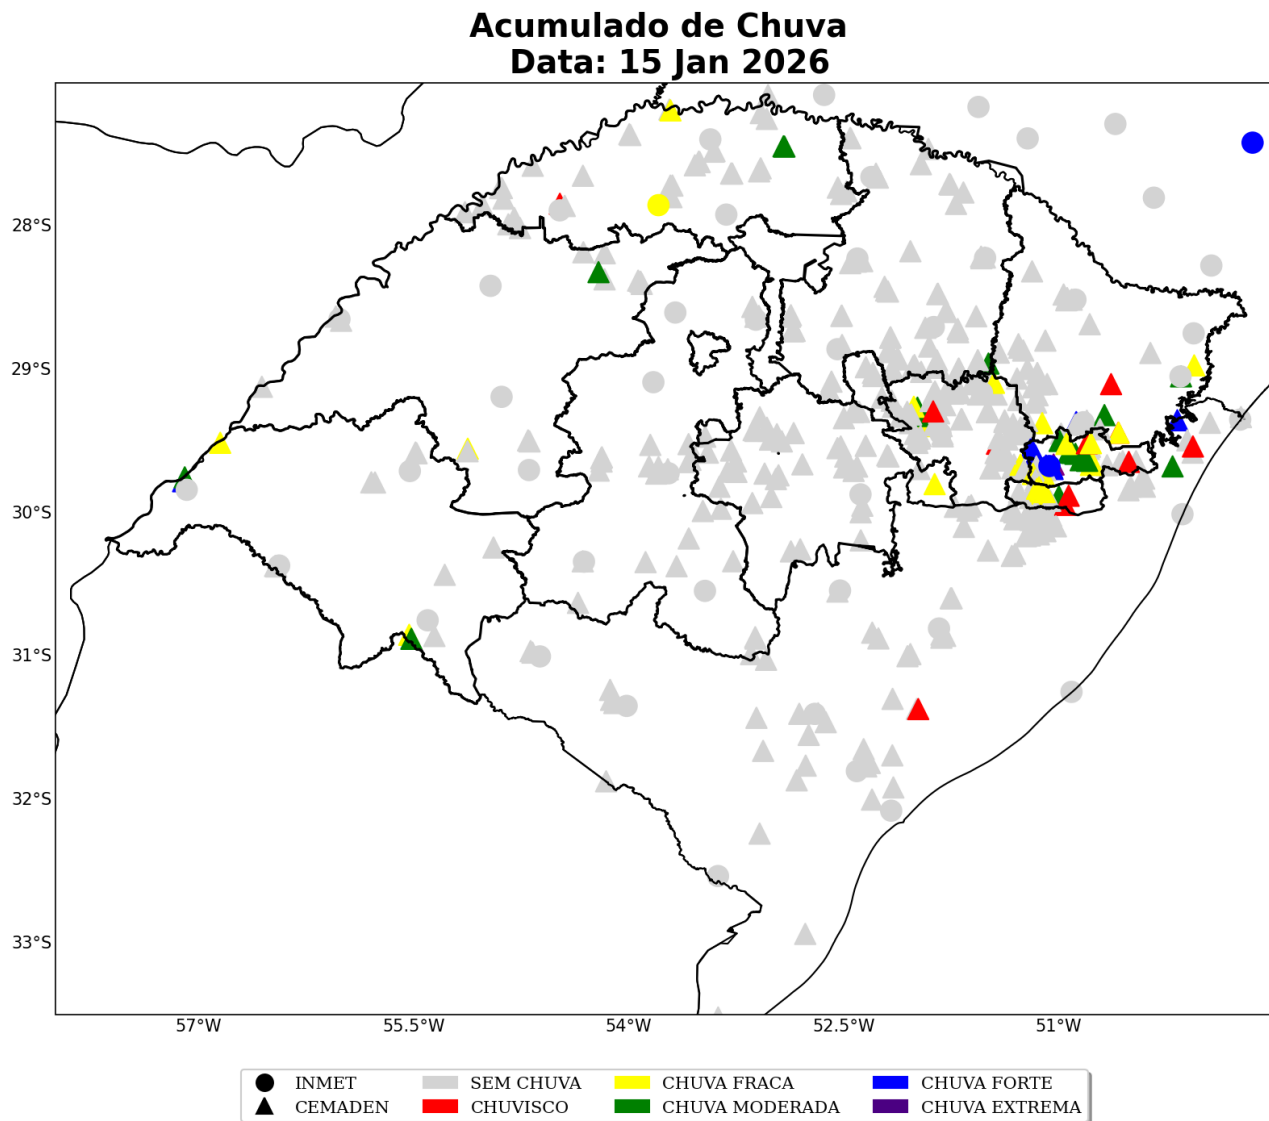 Acumulado de Chuva
Data: 15 Jan 2026
28°S
29°S
30°S
31°S
32°S
33°S
57°W
55.5°W
54°W
52.5°W
51°W
INMET
CEMADEN
SEM CHUVA
CHUVISCO
CHUVA FRACA
CHUVA MODERADA
CHUVA FORTE
CHUVA EXTREMA